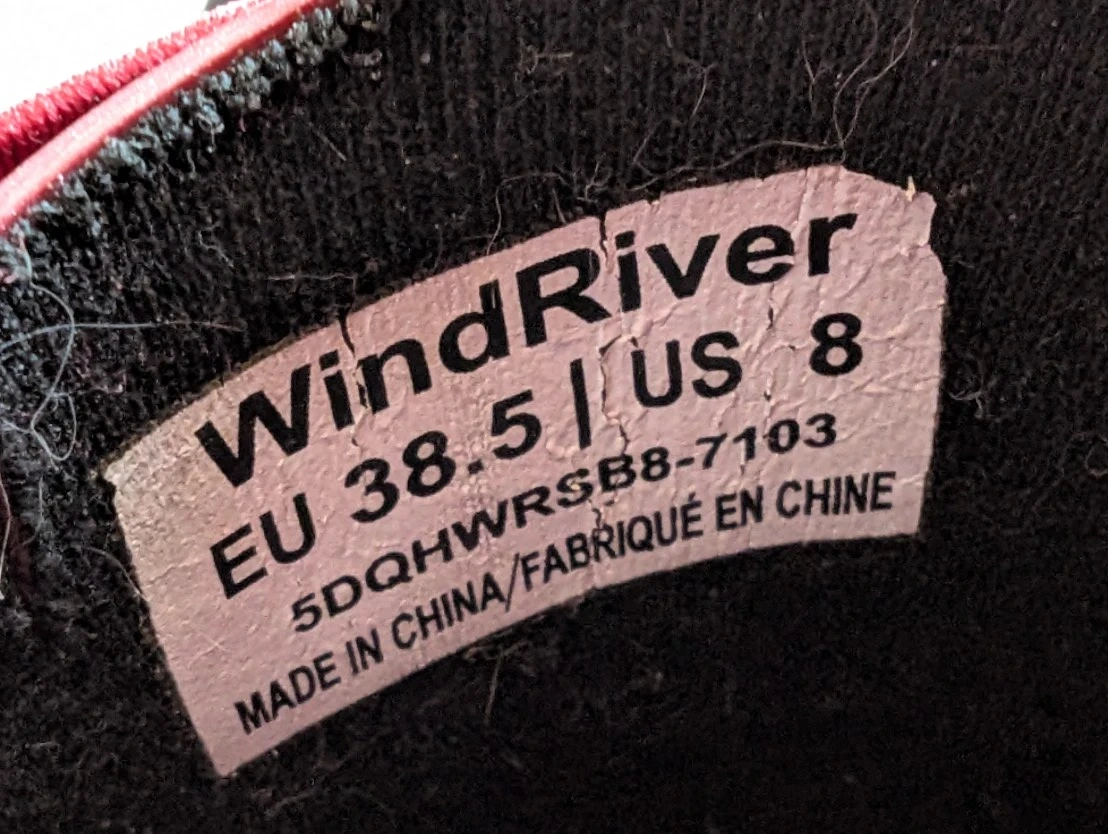 WindRiver
EU 38.5 | US 8
5DQHWRSB8-7103
MADE IN CHINA/FABRIQUÉ EN CHINE